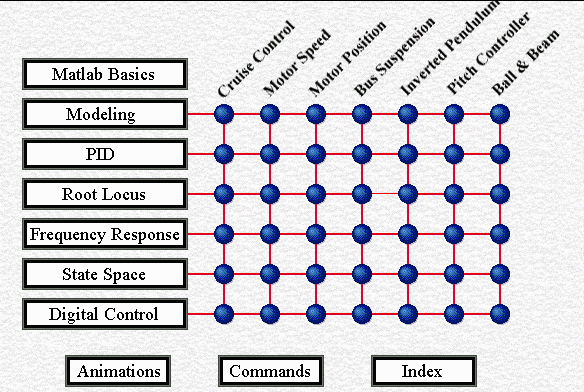 Cruise Control
Motor Speed
Motor Position
Bus Suspension
Inverted Pendulum
Pitch Controller
Ball & Beam
Matlab Basics
Modeling
PID
Root Locus
Frequency Response
State Space
Digital Control
Animations
Commands
Index